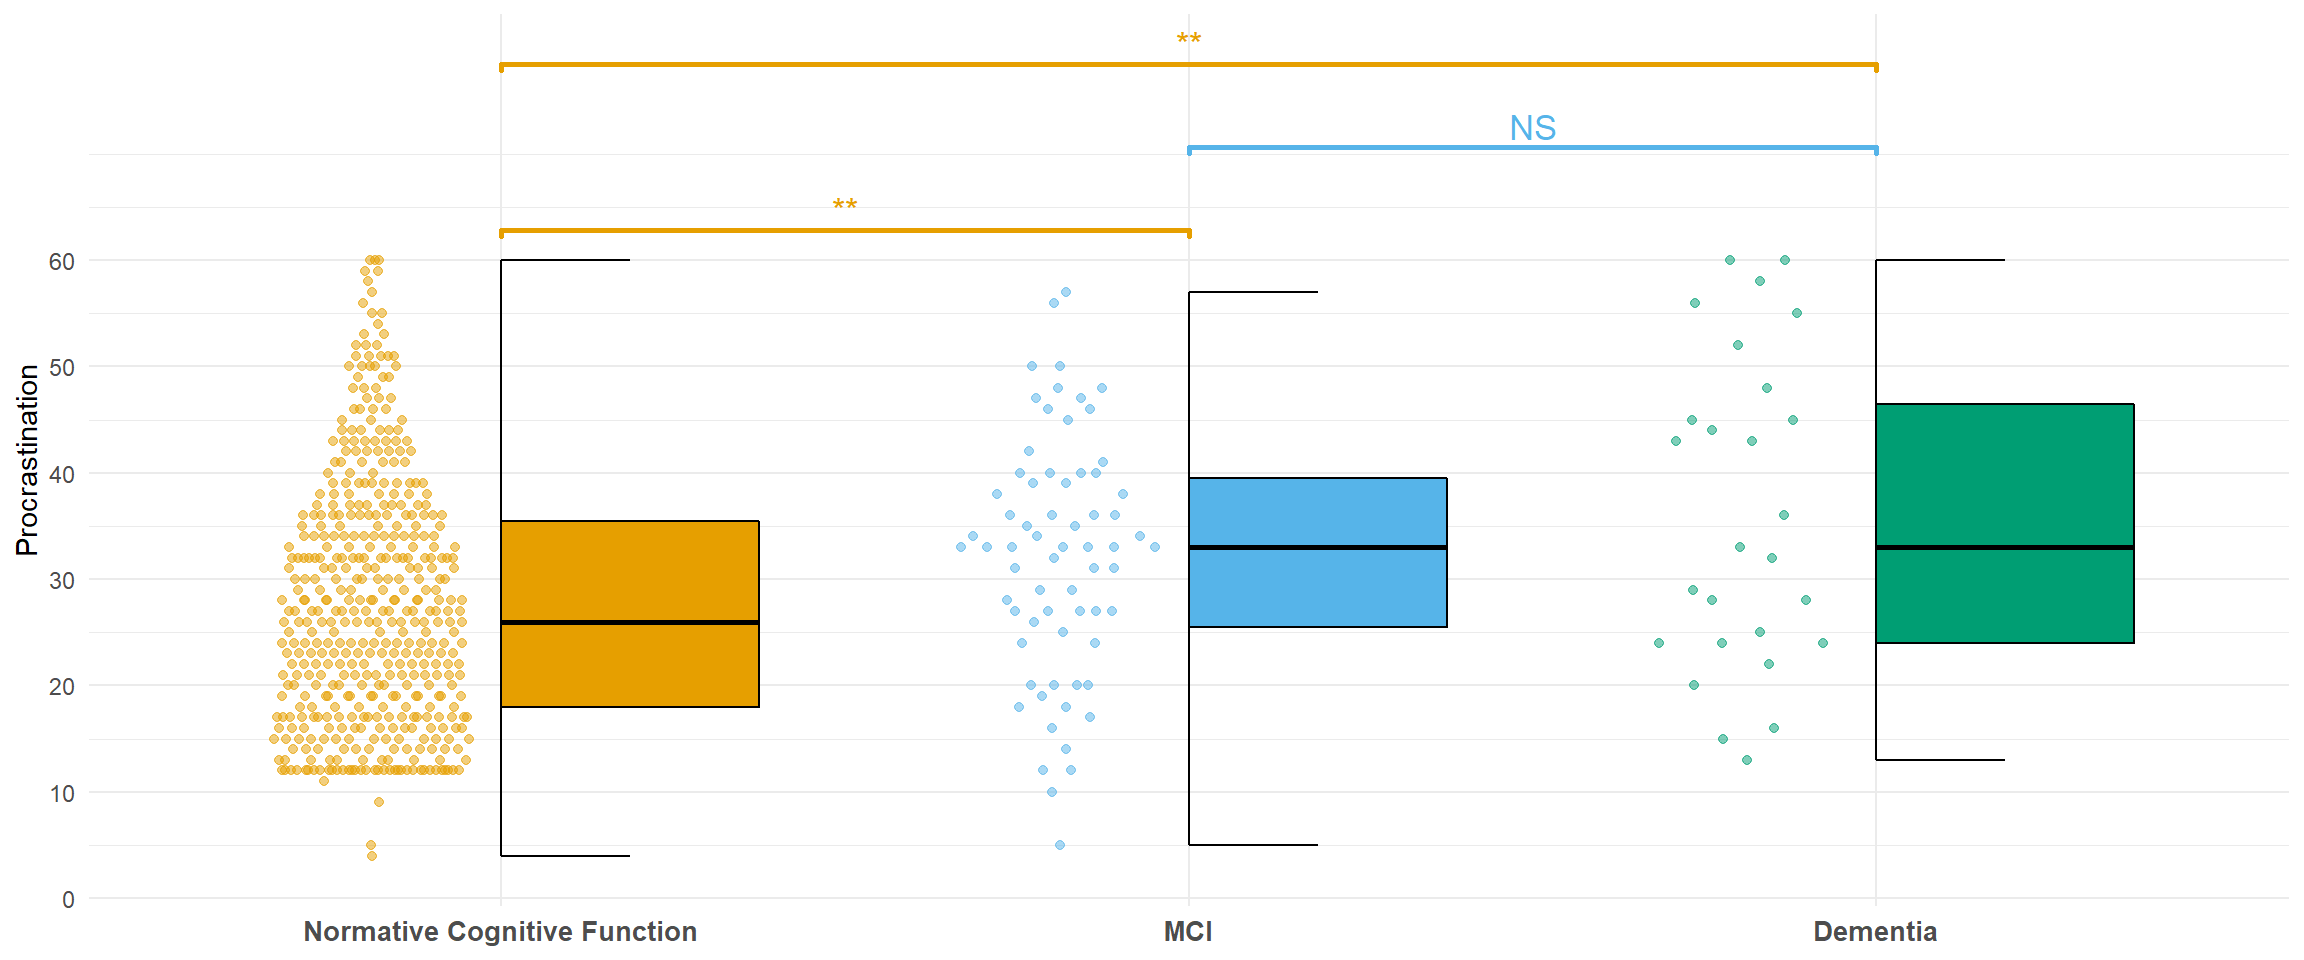 **
NS
**
Procrastination
60
50
40
30
20
10
0
Normative Cognitive Function
MCI
Dementia